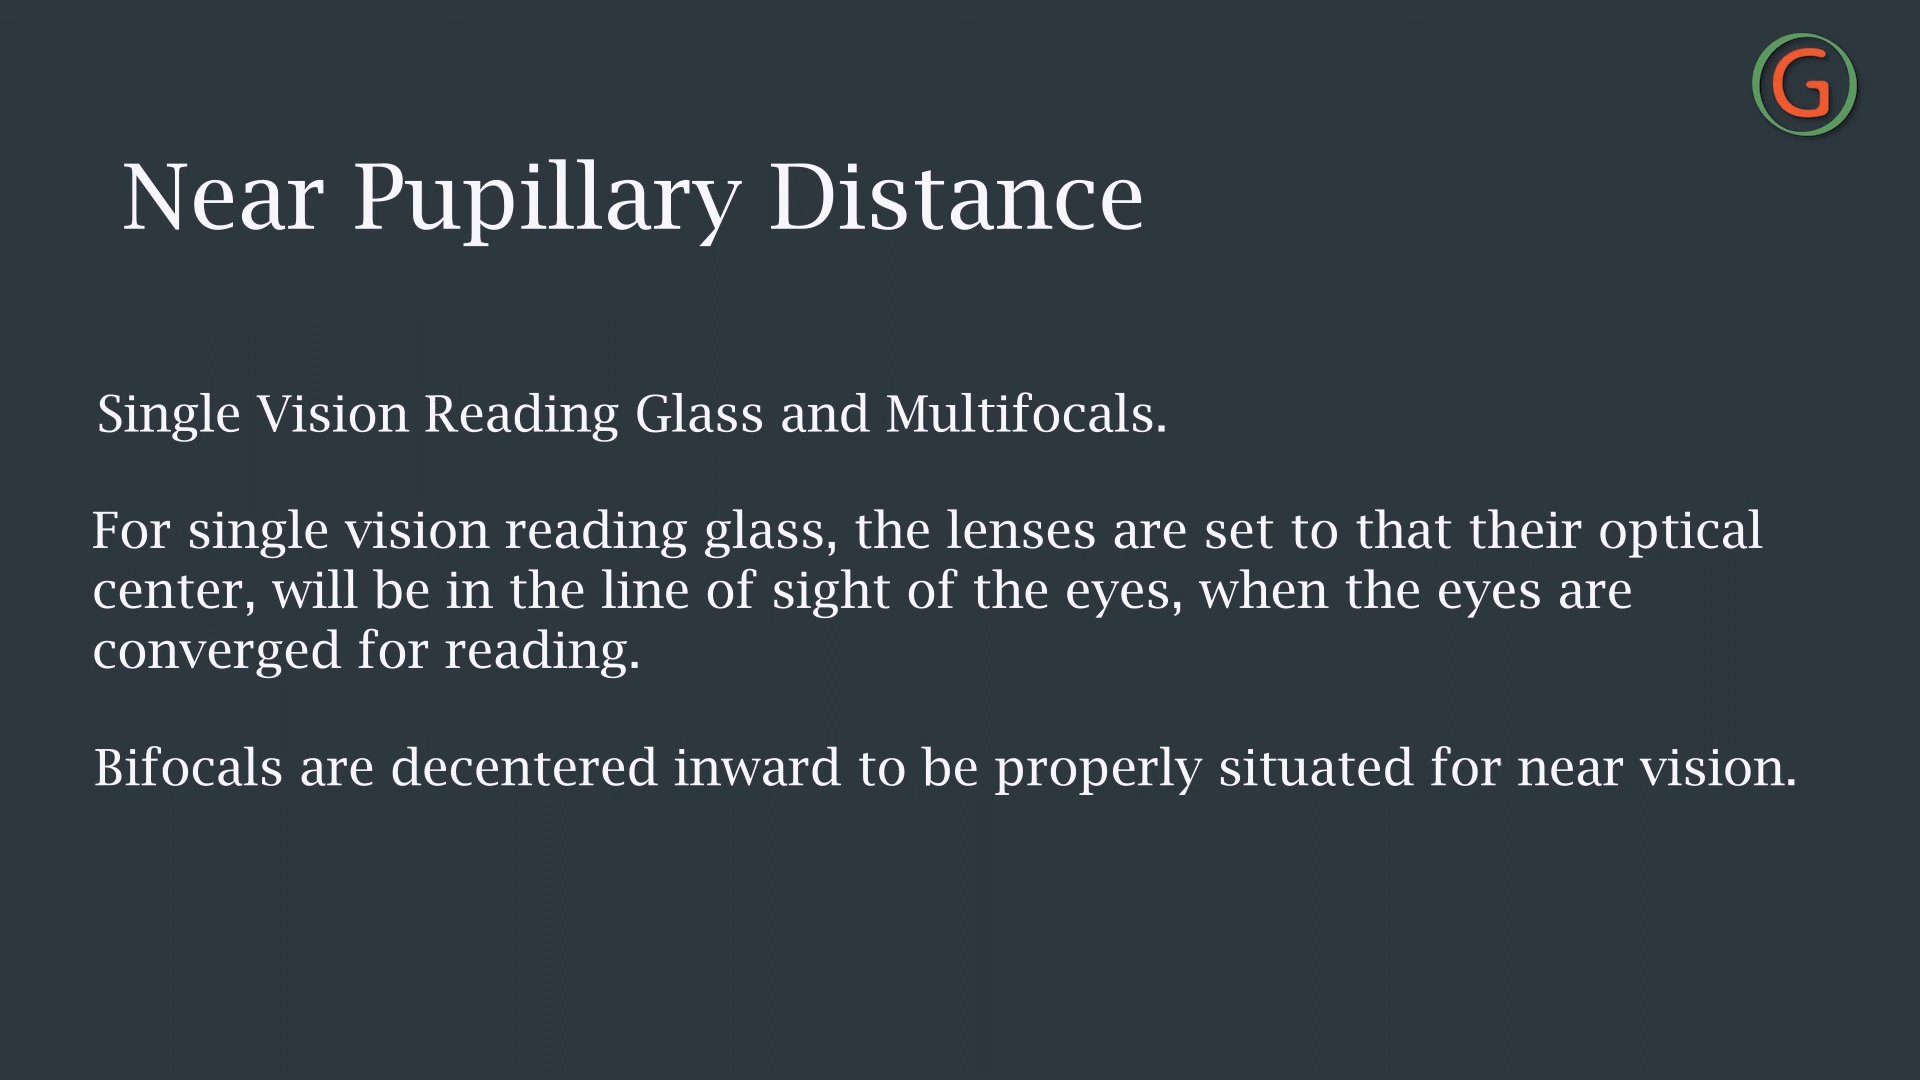 G
Near Pupillary Distance
Single Vision Reading Glass and Multifocals.
For single vision reading glass, the lenses are set to that their optical
center, will be in the line of sight of the eyes, when the eyes are
converged for reading.
Bifocals are decentered inward to be properly situated for near vision.